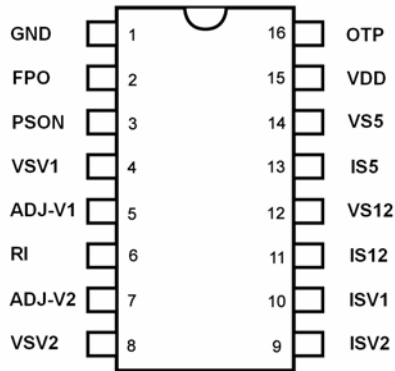 GND 1 16 OTP
FPO 2 15 VDD
PSON 3 14 VS5
VSV1 4 13 IS5
ADJ-V1 5 12 VS12
RI 6 11 IS12
ADJ-V2 7 10 ISV1
VSV2 8 9 ISV2